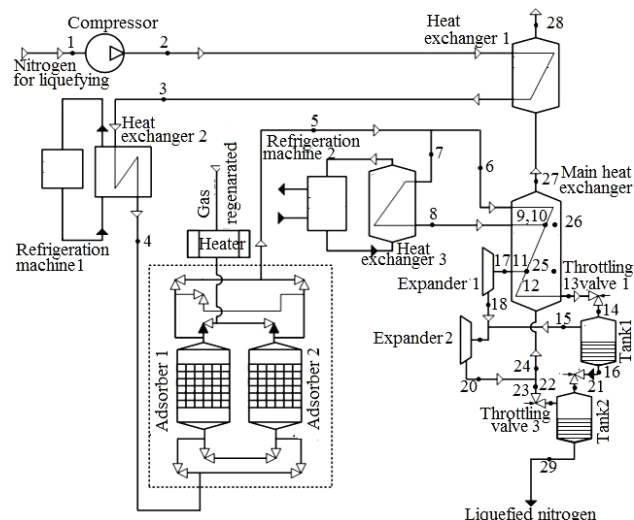 Compressor
1
2
Nitrogen
for liquefying
Heat
exchanger 1
28
3
Heat
exchanger 2
Refrigeration
machine 1
4
5
Refrigeration
machine 2
7
6
8
Heat
exchanger 3
Gas
regenarated
Heater
Adsorber 1
Adsorber 2
27
Main heat
exchanger
9,10
26
17
11
25
12
Expander 1
18
Throttling
13
valve 1
14
15
Tank1
Expander 2
16
20
24
21
22
23
Throttling
valve 3
Tank2
29
Liquefied nitrogen